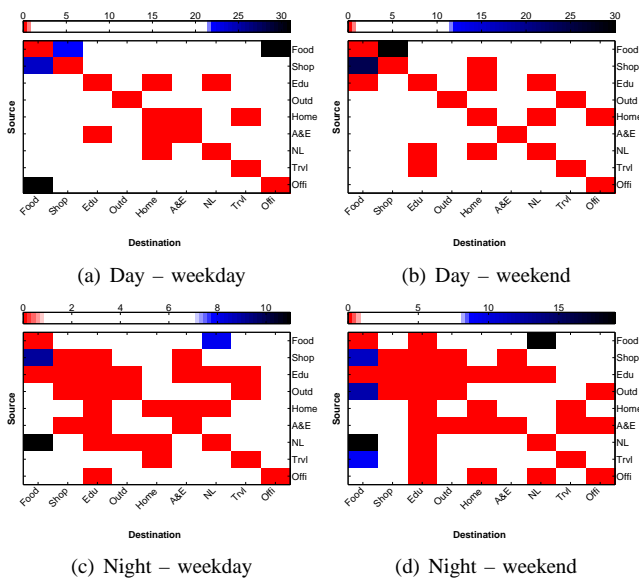 0 5 10 15 20 25 30
0 5 10 15 20 25 30
Source
Food
Shop
Edu
Outd
Home
A&E
NL
Trvl
Offi
Food Shop Edu Outd Home A&E NL Trvl Offi
Destination
Source
Food
Shop
Edu
Outd
Home
A&E
NL
Trvl
Offi
Food Shop Edu Outd Home A&E NL Trvl Offi
Destination
(a) Day – weekday
(b) Day – weekend
0 2 4 6 8 10
0 5 10 15
Source
Food
Shop
Edu
Outd
Home
A&E
NL
Trvl
Offi
Food Shop Edu Outd Home A&E NL Trvl Offi
Destination
Source
Food
Shop
Edu
Outd
Home
A&E
NL
Trvl
Offi
Food Shop Edu Outd Home A&E NL Trvl Offi
Destination
(c) Night – weekday
(d) Night – weekend